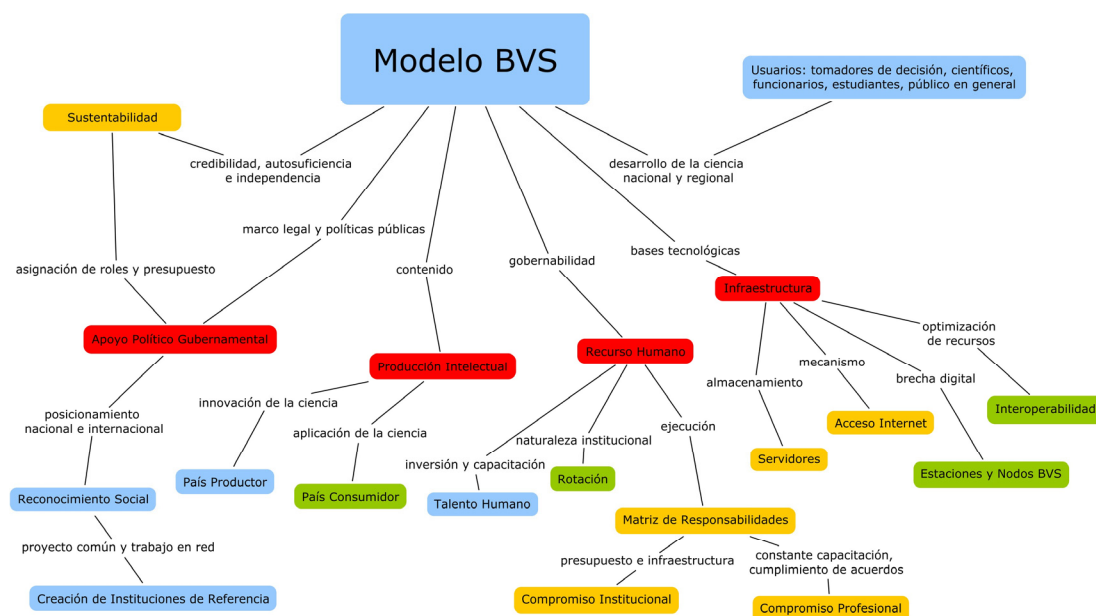 Modelo BVS
Usuarios: tomadores de decisión, científicos,
funcionarios, estudiantes, público en general
Sustentabilidad
credibilidad, autosuficiencia
e independencia
desarrollo de la ciencia
nacional y regional
marco legal y políticas públicas
bases tecnológicas
gobernabilidad
contenido
asignación de roles y presupuesto
Infraestructura
Apoyo Político Gubernamental
optimización
de recursos
Producción Intelectual
Recurso Humano
mecanismo
almacenamiento
brecha digital
innovación de la ciencia
posicionamiento
nacional e internacional
Interoperabilidad
Acceso Internet
aplicación de la ciencia
ejecución
naturaleza institucional
inversión y capacitación
Servidores
Estaciones y Nodos BVS
País Productor
Rotación
País Consumidor
Reconocimiento Social
Talento Humano
Matriz de Responsabilidades
proyecto común y trabajo en red
presupuesto e infraestructura
constante capacitación,
cumplimiento de acuerdos
Creación de Instituciones de Referencia
Compromiso Institucional
Compromiso Profesional